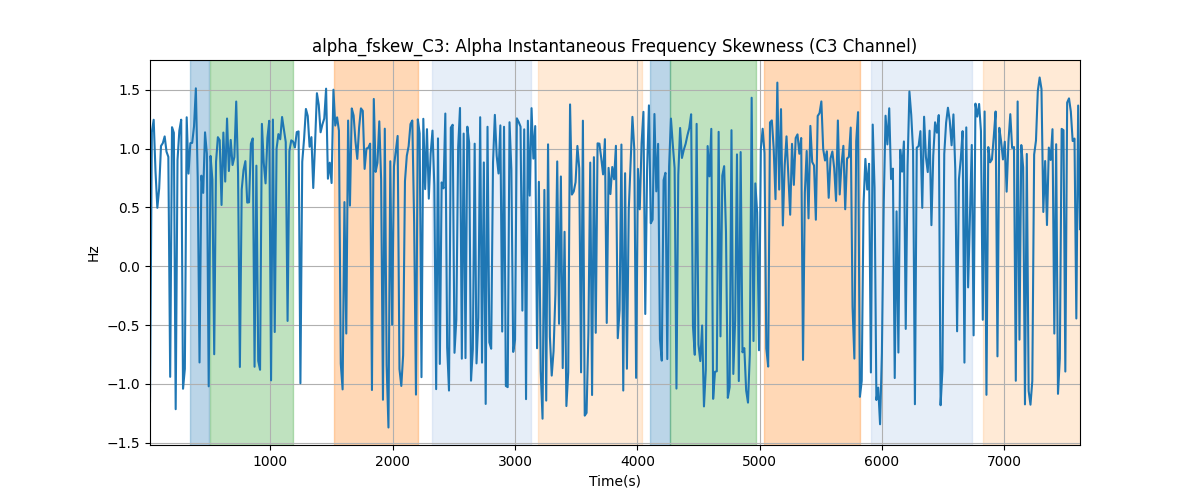 alpha_fskew_C3: Alpha Instantaneous Frequency Skewness (C3 Channel)
1.5
1.0
0.5
0.0
−0.5
−1.0
−1.5
Hz
1000 2000 3000 4000 5000 6000 7000
Time(s)